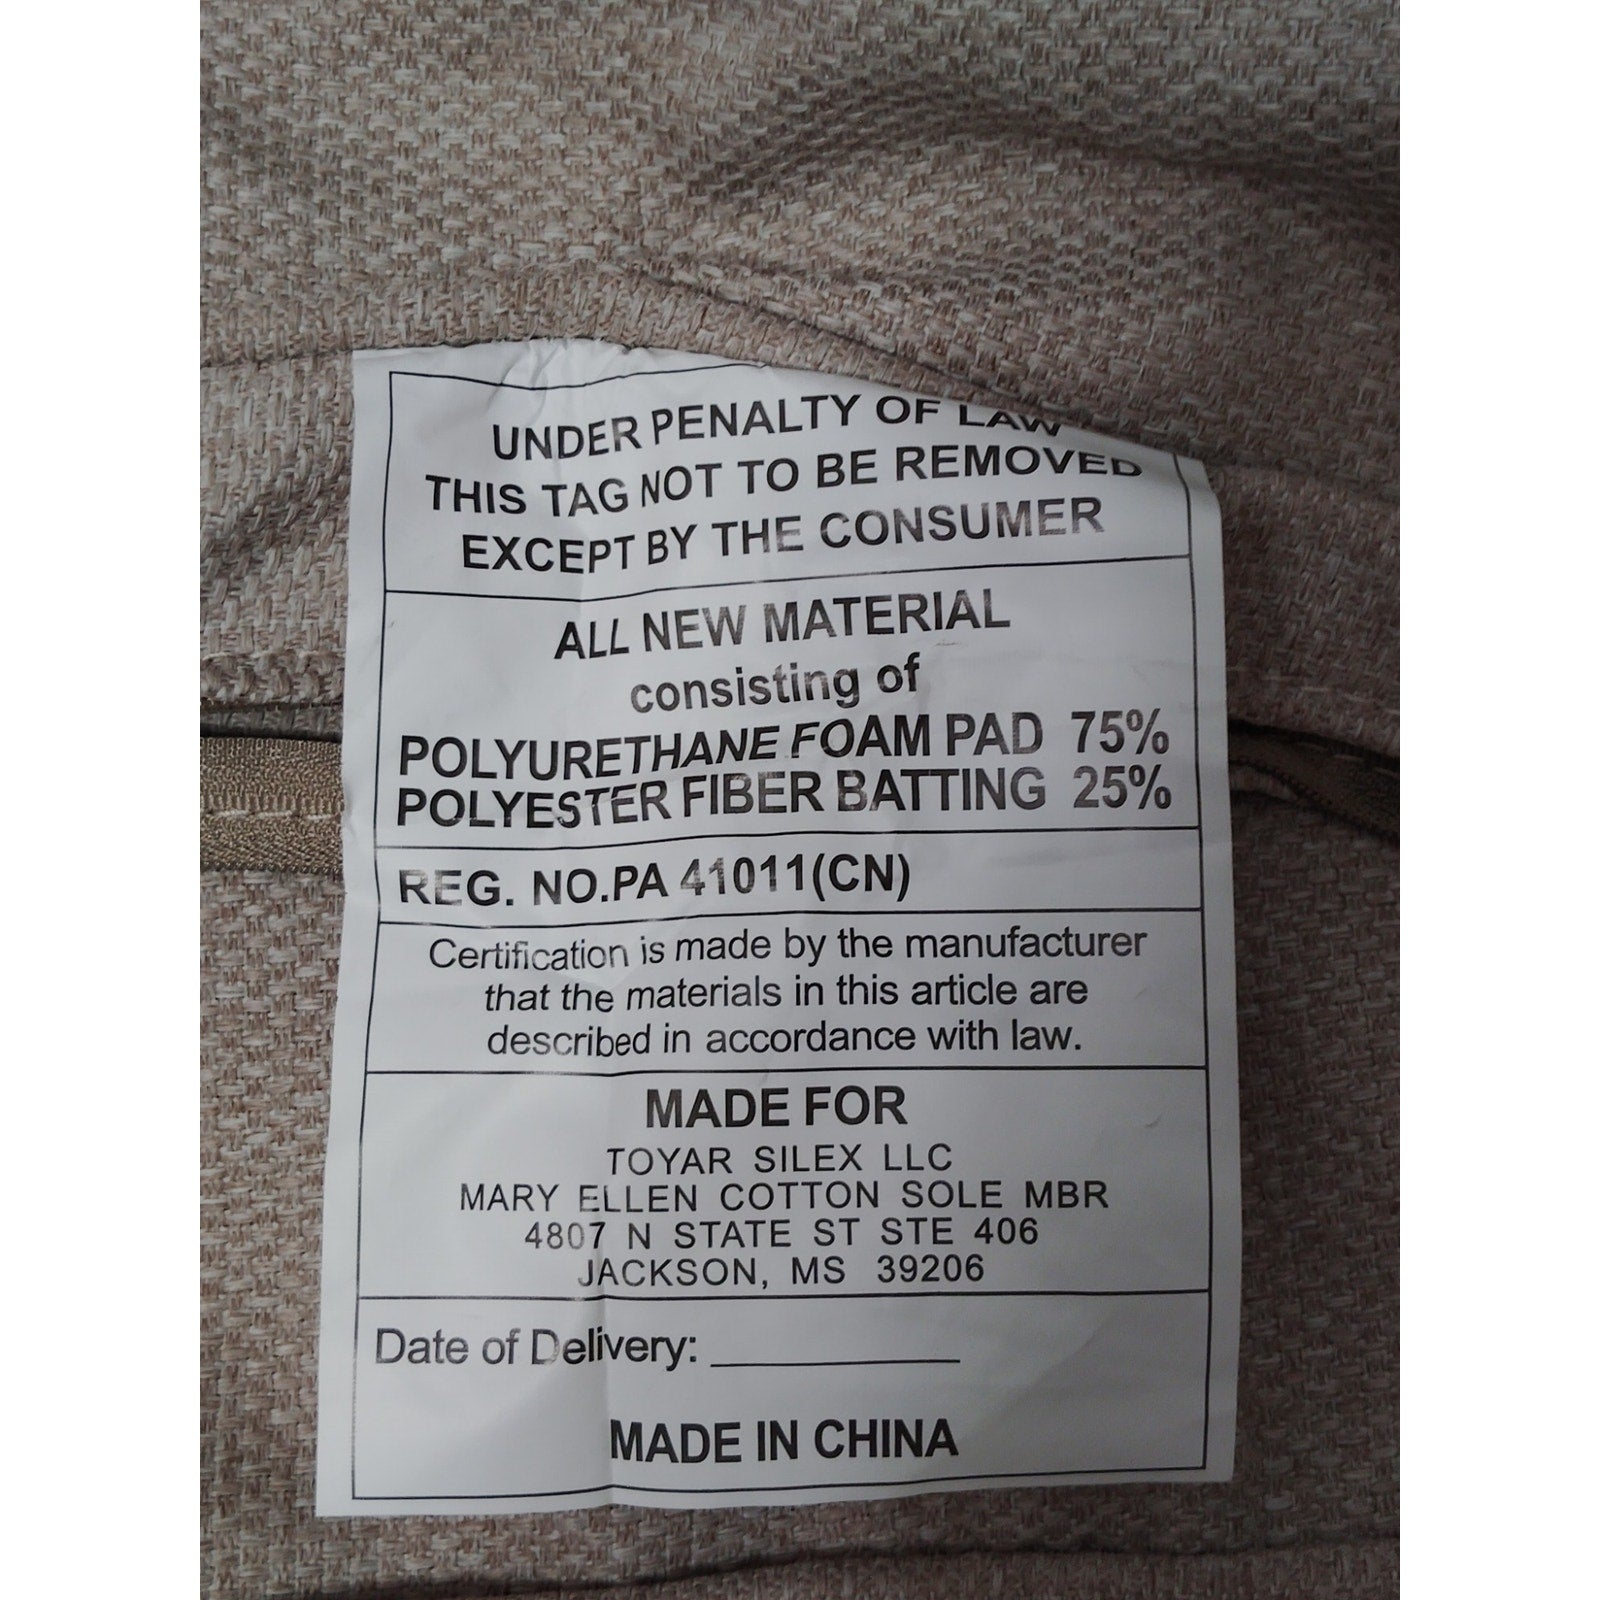 UNDER PENALTY OF LAW
THIS TAG NOT TO BE REMOVED
EXCEPT BY THE CONSUMER
ALL NEW MATERIAL
consisting of
POLYURETHANE FOAM PAD 75%
POLYESTER FIBER BATTING 25%
REG. NO.PA 41011(CN)
Certification is made by the manufacturer
that the materials in this article are
described in accordance with law.
MADE FOR
TOYAR SILEX LLC
MARY ELLEN COTTON SOLE MBR
4807 N STATE ST STE 406
JACKSON, MS 39206
Date of Delivery: ______________
MADE IN CHINA